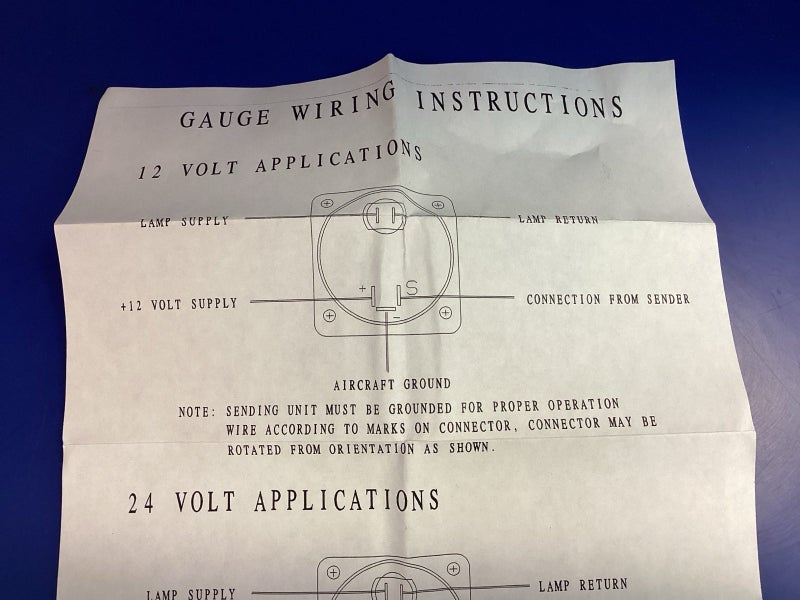 GAUGE WIRING INSTRUCTIONS
12 VOLT APPLICATIONS
LAMP SUPPLY LAMP RETURN
+ S
+12 VOLT SUPPLY CONNECTION FROM SENDER
-
AIRCRAFT GROUND
NOTE: SENDING UNIT MUST BE GROUNDED FOR PROPER OPERATION
WIRE ACCORDING TO MARKS ON CONNECTOR, CONNECTOR MAY BE
ROTATED FROM ORIENTATION AS SHOWN.
24 VOLT APPLICATIONS
LAMP SUPPLY LAMP RETURN